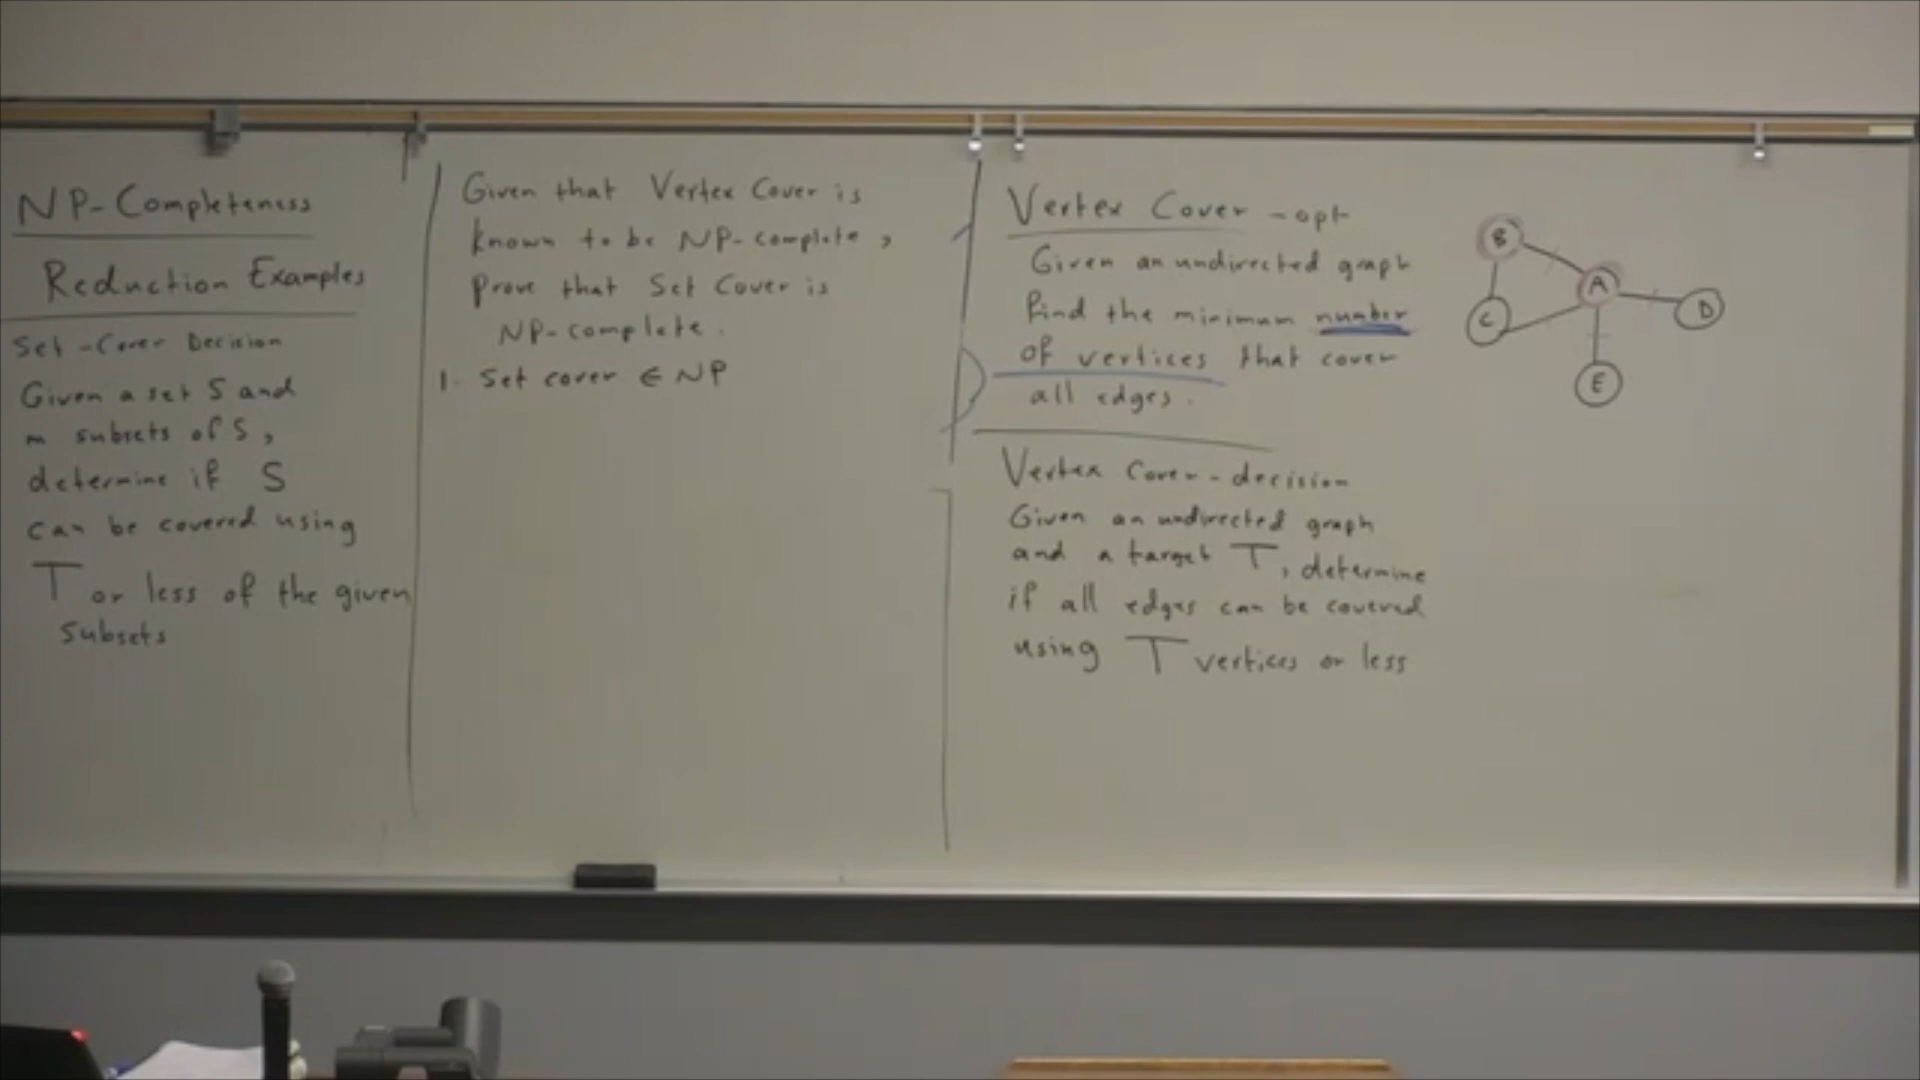 NP-Completeness
Reduction Examples
Set-Cover Decision
Given a set S and
m subsets of S,
determine if S
can be covered using
T or less of the given
subsets
Given that Vertex Cover is
known to be NP-complete,
prove that Set Cover is
NP-complete.
1. Set cover ∈ NP
Vertex Cover - opt
Given an undirected graph
find the minimum number
of vertices that cover
all edges.
Vertex Cover - decision
Given an undirected graph
and a target T, determine
if all edges can be covered
using T vertices or less
B
A
D
C
E